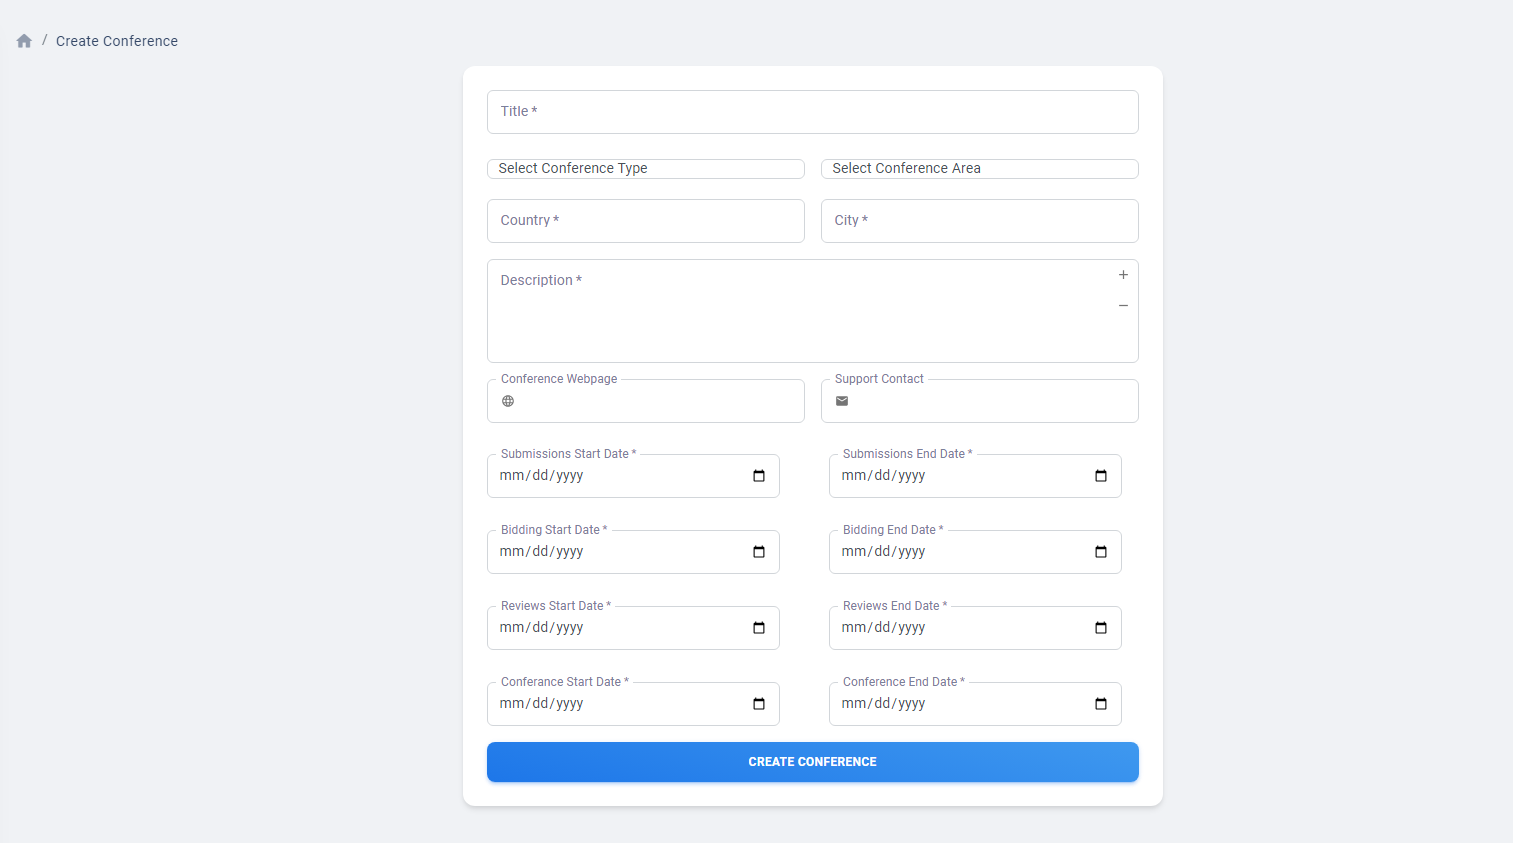 / Create Conference
Title *
Select Conference Type Select Conference Area
Country * City *
Description *
+
−
Conference Webpage Support Contact
Submissions Start Date * Submissions End Date *
mm/dd/yyyy mm/dd/yyyy
Bidding Start Date * Bidding End Date *
mm/dd/yyyy mm/dd/yyyy
Reviews Start Date * Reviews End Date *
mm/dd/yyyy mm/dd/yyyy
Conferance Start Date * Conference End Date *
mm/dd/yyyy mm/dd/yyyy
CREATE CONFERENCE